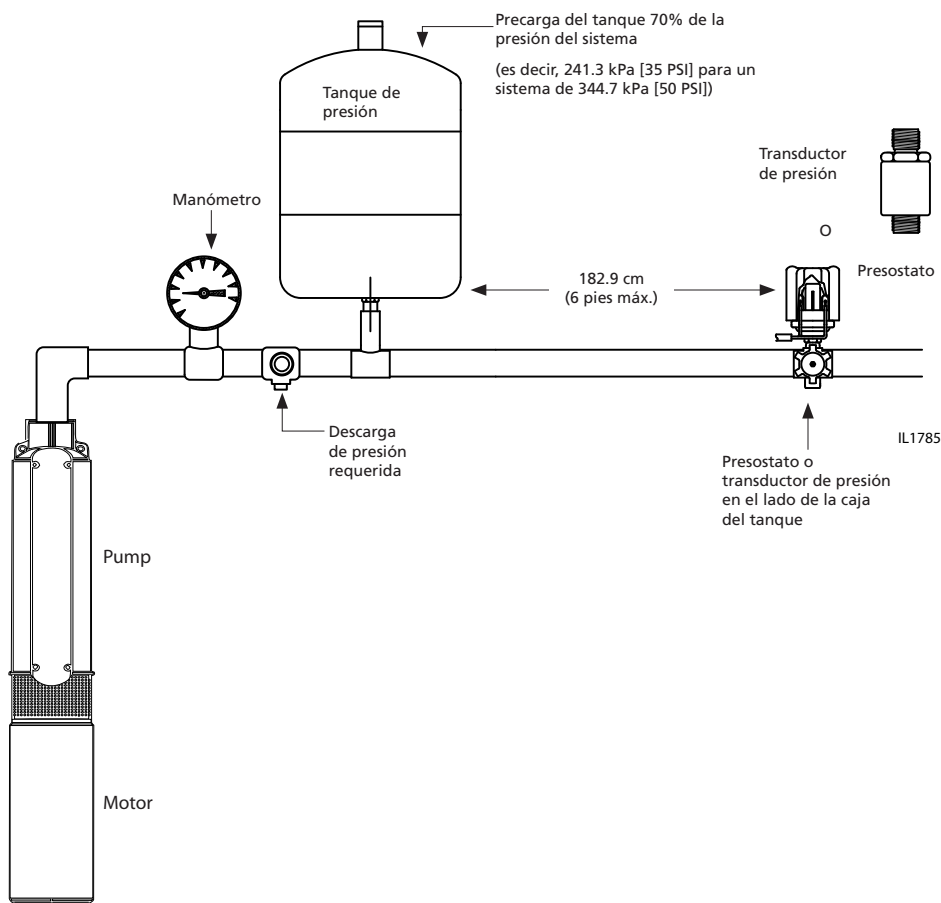 Precarga del tanque 70% de la
presión del sistema
(es decir, 241.3 kPa [35 PSI] para un
sistema de 344.7 kPa [50 PSI])
Tanque de
presión
Transductor
de presión
Manómetro
O
Presostato
182.9 cm
(6 pies máx.)
Descarga
de presión
requerida
IL1785
Presostato o
transductor de presión
en el lado de la caja
del tanque
Pump
Motor